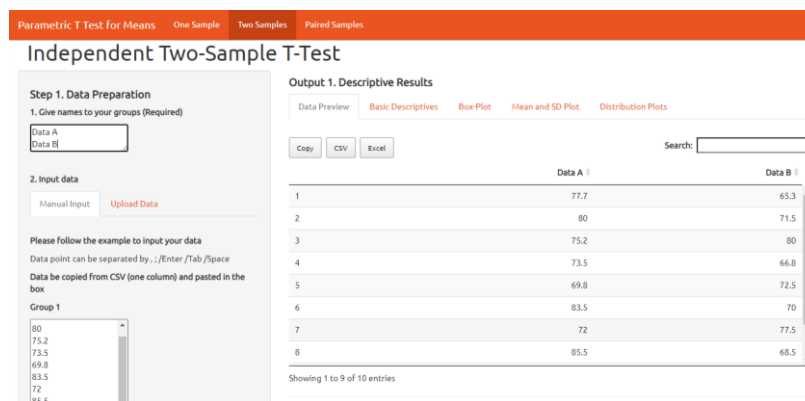 Parametric T Test for Means One Sample Two Samples Paired Samples
Independent Two-Sample T-Test
Step 1. Data Preparation
1. Give names to your groups (Required)
Data A
Data B
2. Input data
Manual Input Upload Data
Please follow the example to input your data
Data point can be separated by , ; /Enter /Tab /Space
Data be copied from CSV (one column) and pasted in the
box
Group 1
80
75.2
73.5
69.8
83.5
72
85.5
Output 1. Descriptive Results
Data Preview Basic Descriptives Box-Plot Mean and SD Plot Distribution Plots
Copy CSV Excel Search:
Data A Data B
1 77.7 65.3
2 80 71.5
3 75.2 80
4 73.5 66.8
5 69.8 72.5
6 83.5 70
7 72 77.5
8 85.5 68.5
Showing 1 to 9 of 10 entries